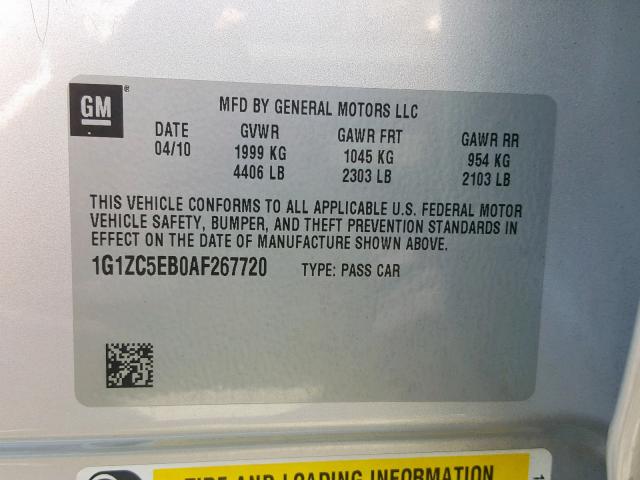 GM®
MFD BY GENERAL MOTORS LLC
DATE GVWR GAWR FRT GAWR RR
04/10 1999 KG 1045 KG 954 KG
4406 LB 2303 LB 2103 LB
THIS VEHICLE CONFORMS TO ALL APPLICABLE U.S. FEDERAL MOTOR
VEHICLE SAFETY, BUMPER, AND THEFT PREVENTION STANDARDS IN
EFFECT ON THE DATE OF MANUFACTURE SHOWN ABOVE.
1G1ZC5EB0AF267720 TYPE: PASS CAR
TIRE AND LOADING INFORMATION